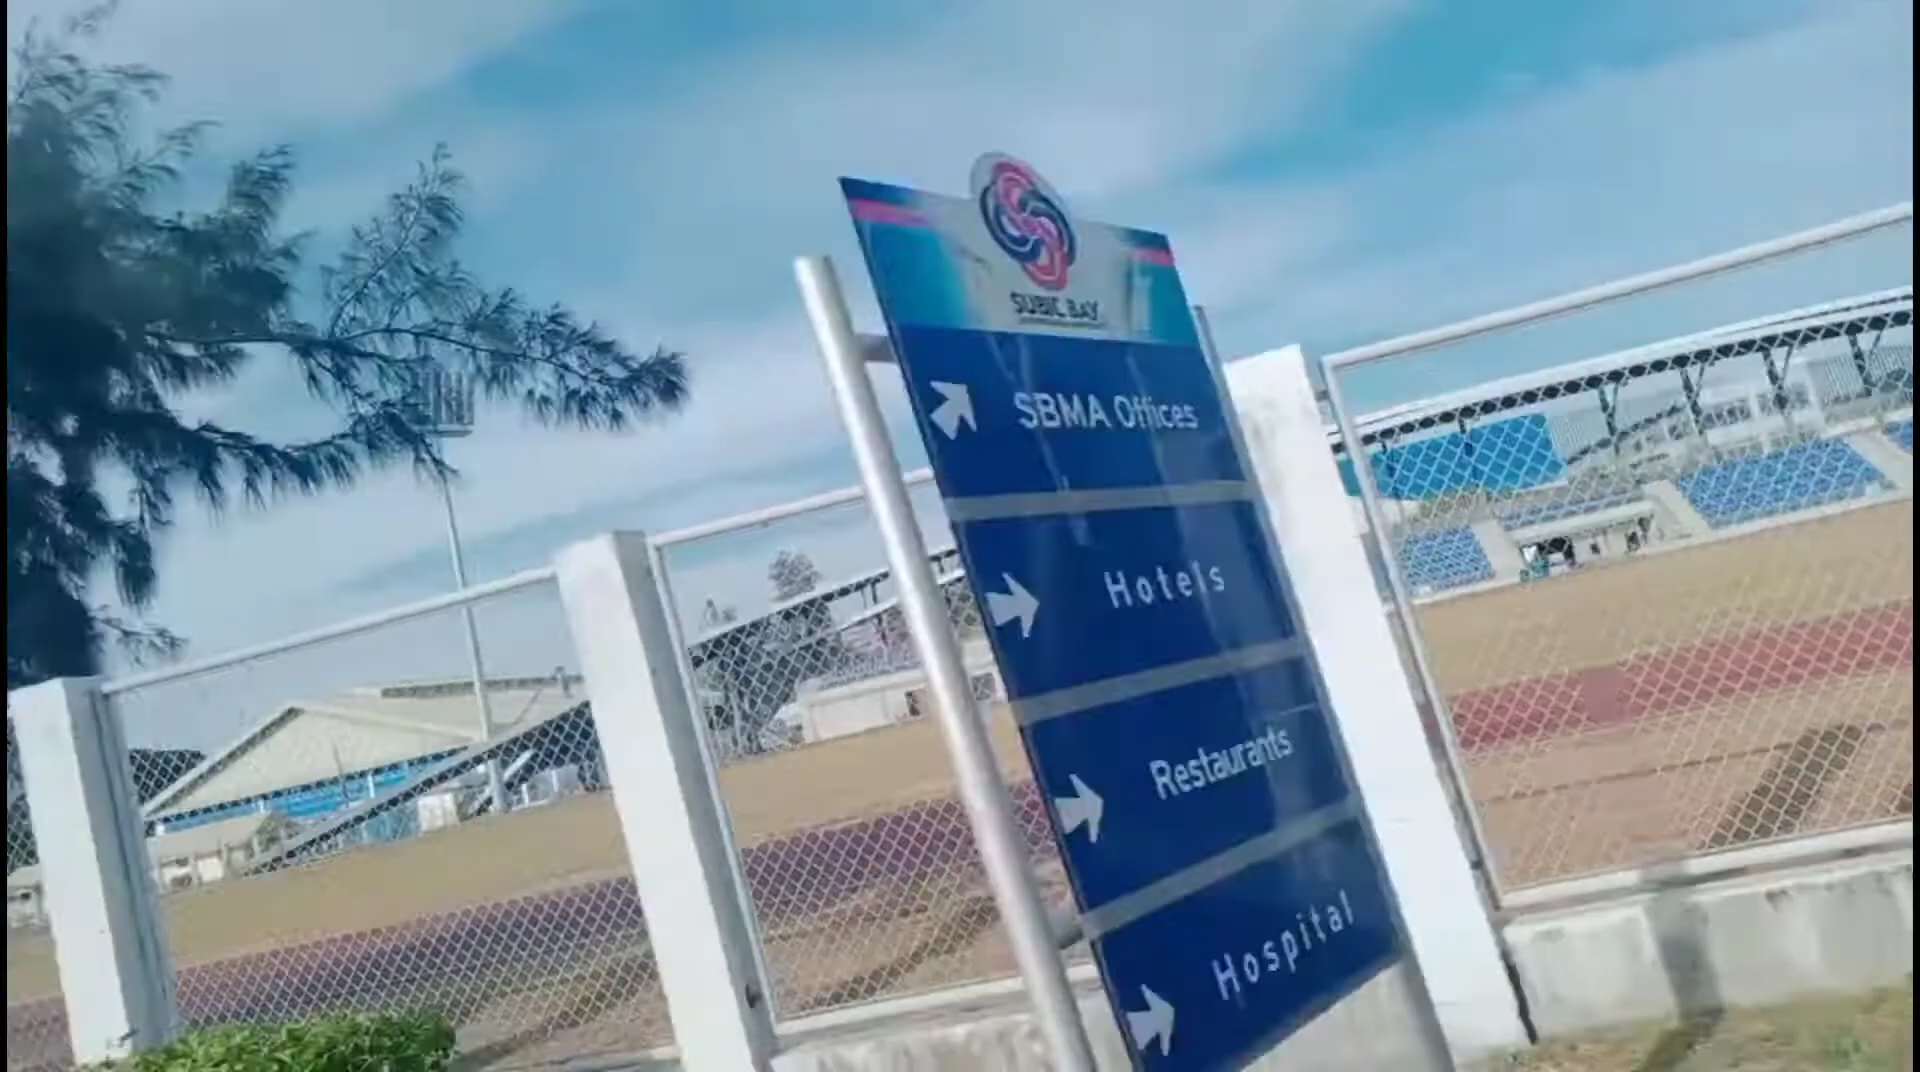 SUBIC BAY
SBMA Offices
Hotels
Restaurants
Hospital